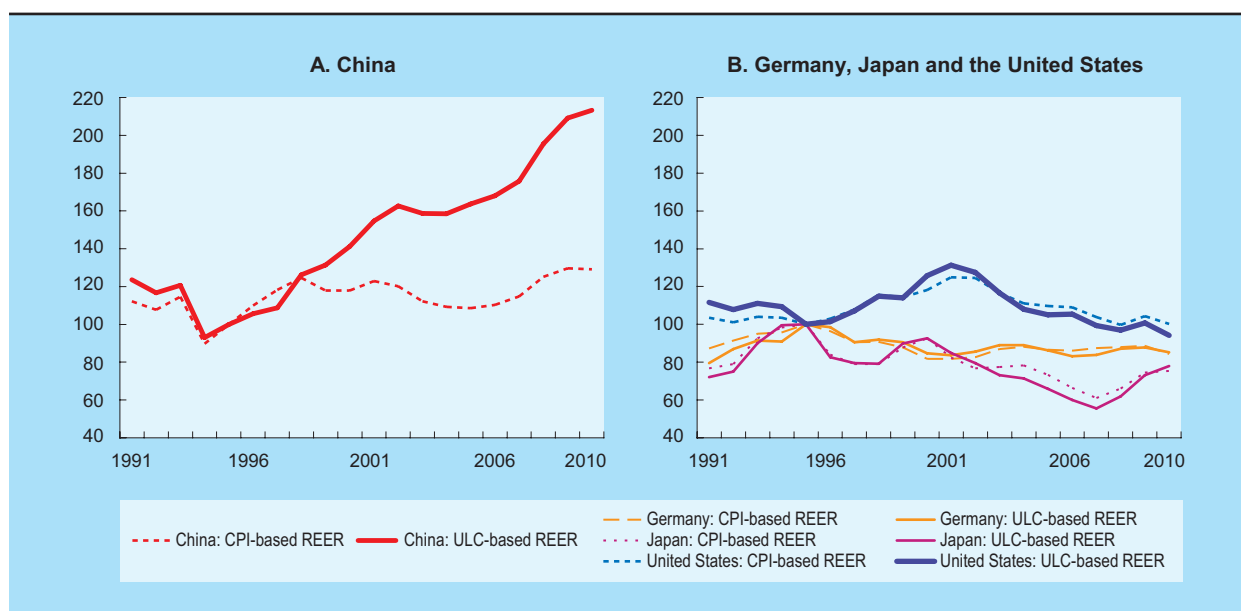 A. China
220
200
180
160
140
120
100
80
60
40
1991 1996 2001 2006 2010
B. Germany, Japan and the United States
220
200
180
160
140
120
100
80
60
40
1991 1996 2001 2006 2010
China: CPI-based REER China: ULC-based REER
Germany: CPI-based REER Germany: ULC-based REER
Japan: CPI-based REER Japan: ULC-based REER
United States: CPI-based REER United States: ULC-based REER